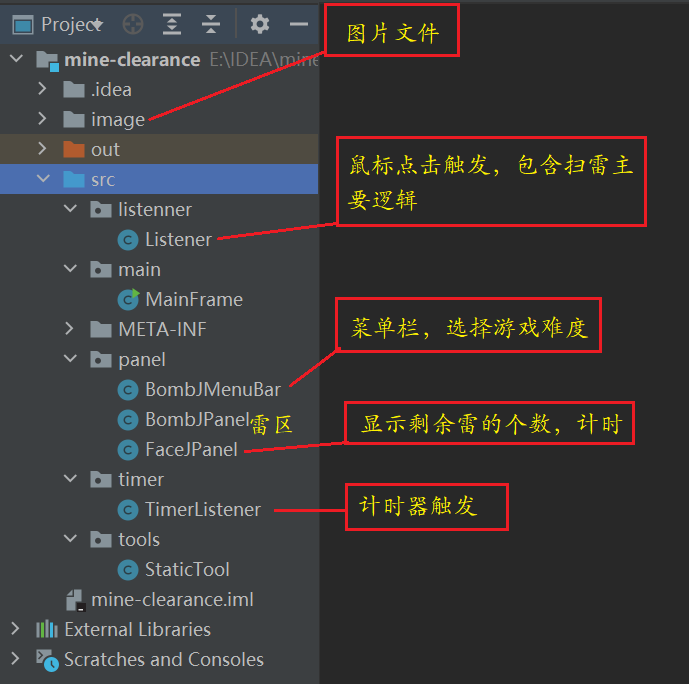 Project
图片文件
mine-clearance E:\IDEA\mine
.idea
image
out
鼠标点击触发，包含扫雷主
要逻辑
src
listenner
Listener
main
MainFrame
菜单栏，选择游戏难度
META-INF
panel
BombJMenuBar
BombJPanel 雷区
显示剩余雷的个数，计时
FaceJPanel
timer
计时器触发
TimerListener
tools
StaticTool
mine-clearance.iml
External Libraries
Scratches and Consoles